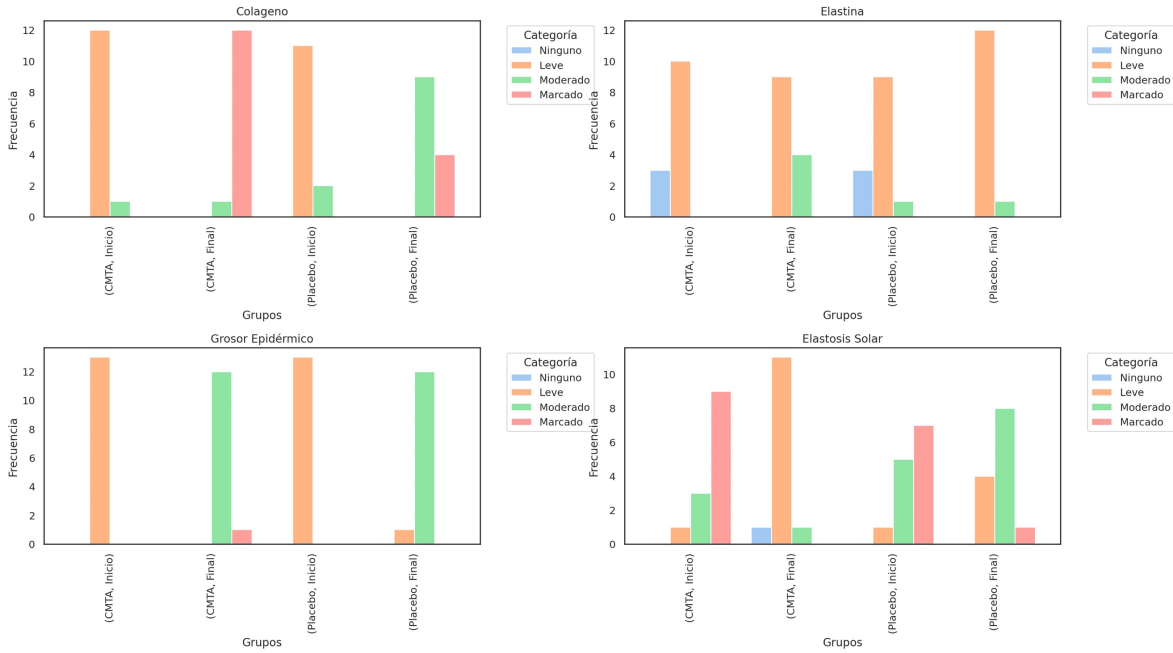 Colageno
12
10
8
6
4
2
0
Frecuencia
(CMTA, Inicio)
(CMTA, Final)
(Placebo, Inicio)
(Placebo, Final)
Grupos
Categoría
Ninguno
Leve
Moderado
Marcado
Elastina
12
10
8
6
4
2
0
Frecuencia
(CMTA, Inicio)
(CMTA, Final)
(Placebo, Inicio)
(Placebo, Final)
Grupos
Categoría
Ninguno
Leve
Moderado
Marcado
Grosor Epidérmico
12
10
8
6
4
2
0
Frecuencia
(CMTA, Inicio)
(CMTA, Final)
(Placebo, Inicio)
(Placebo, Final)
Grupos
Categoría
Ninguno
Leve
Moderado
Marcado
Elastosis Solar
10
8
6
4
2
0
Frecuencia
(CMTA, Inicio)
(CMTA, Final)
(Placebo, Inicio)
(Placebo, Final)
Grupos
Categoría
Ninguno
Leve
Moderado
Marcado